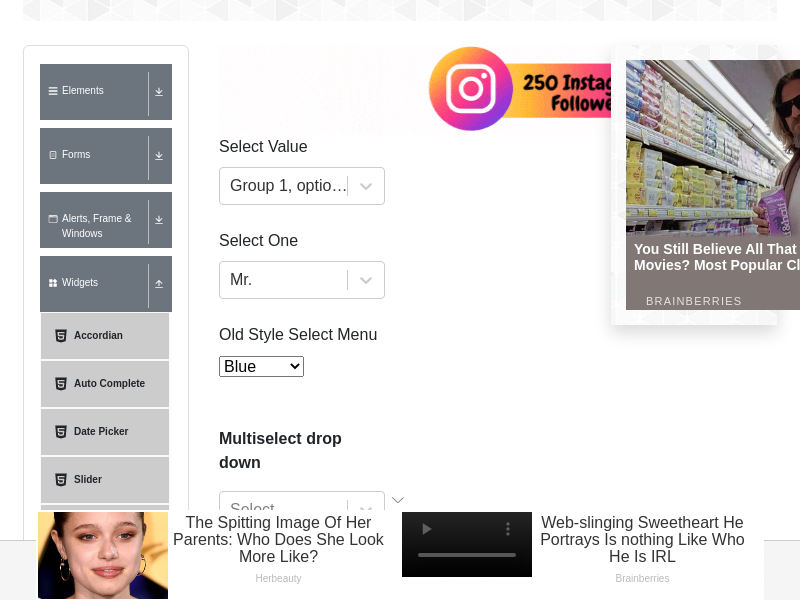 Elements
Forms
Alerts, Frame &
Windows
Widgets
Accordian
Auto Complete
Date Picker
Slider
250 Instag
Followe
Select Value
Group 1, optio...
Select One
Mr.
Old Style Select Menu
Blue
Multiselect drop
down
Select
You Still Believe All That
Movies? Most Popular Cl
BRAINBERRIES
The Spitting Image Of Her
Parents: Who Does She Look
More Like?
Herbeauty
Web-slinging Sweetheart He
Portrays Is nothing Like Who
He Is IRL
Brainberries